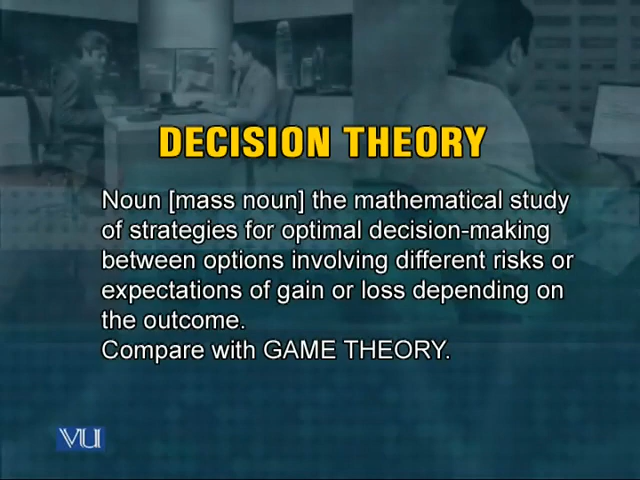 DECISION THEORY
Noun [mass noun] the mathematical study
of strategies for optimal decision-making
between options involving different risks or
expectations of gain or loss depending on
the outcome.
Compare with GAME THEORY.
VU